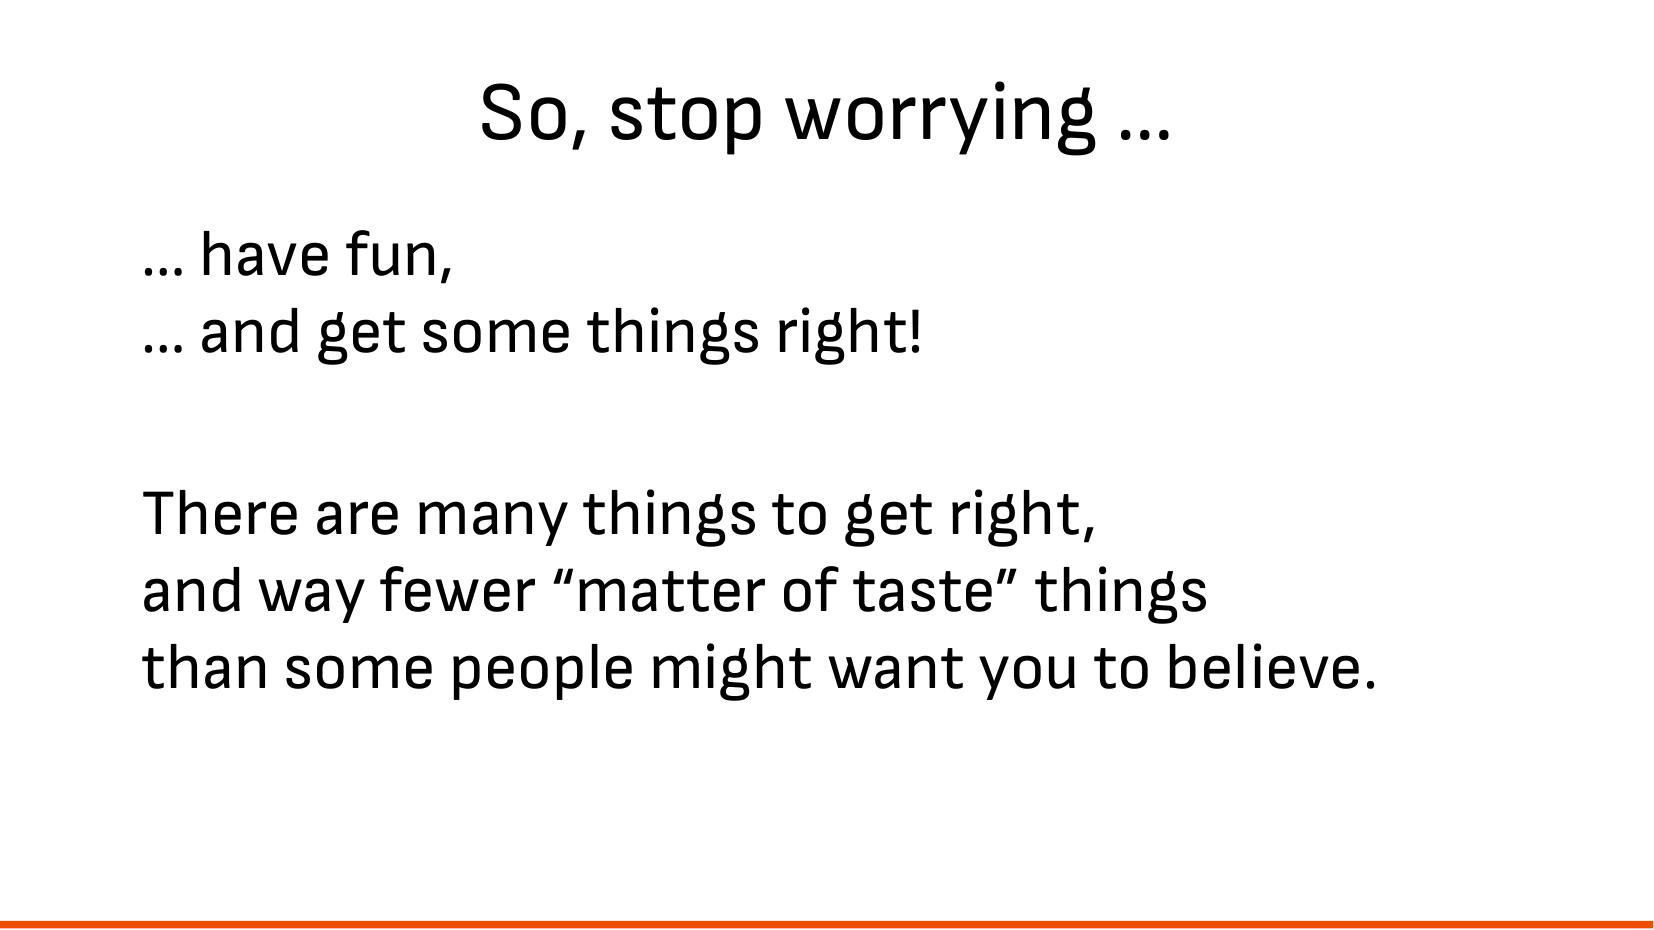 So, stop worrying ...
... have fun,
... and get some things right!
There are many things to get right,
and way fewer “matter of taste” things
than some people might want you to believe.